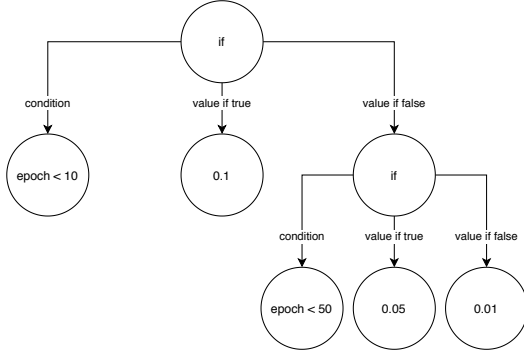 if
condition
value if true
value if false
epoch < 10
0.1
if
condition
value if true
value if false
epoch < 50
0.05
0.01